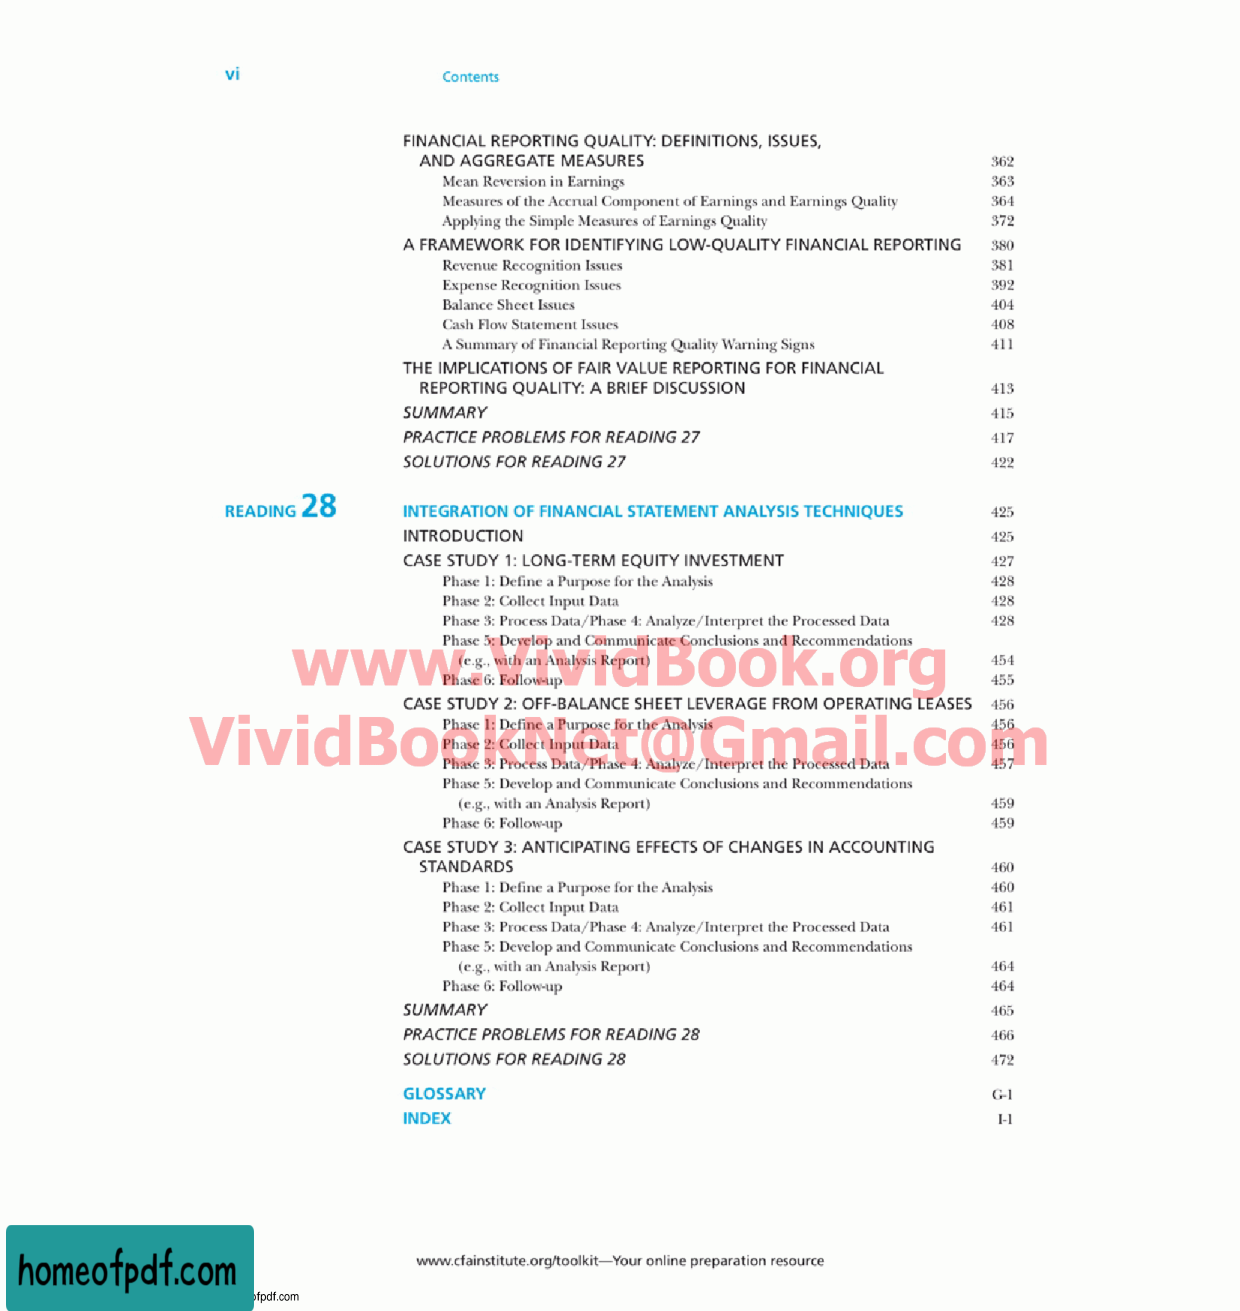 vi Contents
FINANCIAL REPORTING QUALITY: DEFINITIONS, ISSUES,
AND AGGREGATE MEASURES 362
Mean Reversion in Earnings 363
Measures of the Accrual Component of Earnings and Earnings Quality 364
Applying the Simple Measures of Earnings Quality 372
A FRAMEWORK FOR IDENTIFYING LOW-QUALITY FINANCIAL REPORTING 380
Revenue Recognition Issues 381
Expense Recognition Issues 392
Balance Sheet Issues 404
Cash Flow Statement Issues 408
A Summary of Financial Reporting Quality Warning Signs 411
THE IMPLICATIONS OF FAIR VALUE REPORTING FOR FINANCIAL
REPORTING QUALITY: A BRIEF DISCUSSION 413
SUMMARY 415
PRACTICE PROBLEMS FOR READING 27 417
SOLUTIONS FOR READING 27 422
READING 28 INTEGRATION OF FINANCIAL STATEMENT ANALYSIS TECHNIQUES 425
INTRODUCTION 425
CASE STUDY 1: LONG-TERM EQUITY INVESTMENT 427
Phase 1: Define a Purpose for the Analysis 428
Phase 2: Collect Input Data 428
Phase 3: Process Data/Phase 4: Analyze/Interpret the Processed Data 428
Phase 5: Develop and Communicate Conclusions and Recommendations
(e.g., with an Analysis Report) 454
www.VividBook.org
Phase 6: Follow-up 455
CASE STUDY 2: OFF-BALANCE SHEET LEVERAGE FROM OPERATING LEASES 456
Phase 1: Define a Purpose for the Analysis 456
Phase 2: Collect Input Data 456
VividBookNet@Gmail.com
Phase 3: Process Data/Phase 4: Analyze/Interpret the Processed Data 457
Phase 5: Develop and Communicate Conclusions and Recommendations
(e.g., with an Analysis Report) 459
Phase 6: Follow-up 459
CASE STUDY 3: ANTICIPATING EFFECTS OF CHANGES IN ACCOUNTING
STANDARDS 460
Phase 1: Define a Purpose for the Analysis 460
Phase 2: Collect Input Data 461
Phase 3: Process Data/Phase 4: Analyze/Interpret the Processed Data 461
Phase 5: Develop and Communicate Conclusions and Recommendations
(e.g., with an Analysis Report) 464
Phase 6: Follow-up 464
SUMMARY 465
PRACTICE PROBLEMS FOR READING 28 466
SOLUTIONS FOR READING 28 472
GLOSSARY G-1
INDEX I-1
www.cfainstitute.org/toolkit—Your online preparation resource
homeofpdf.com
ofpdf.com